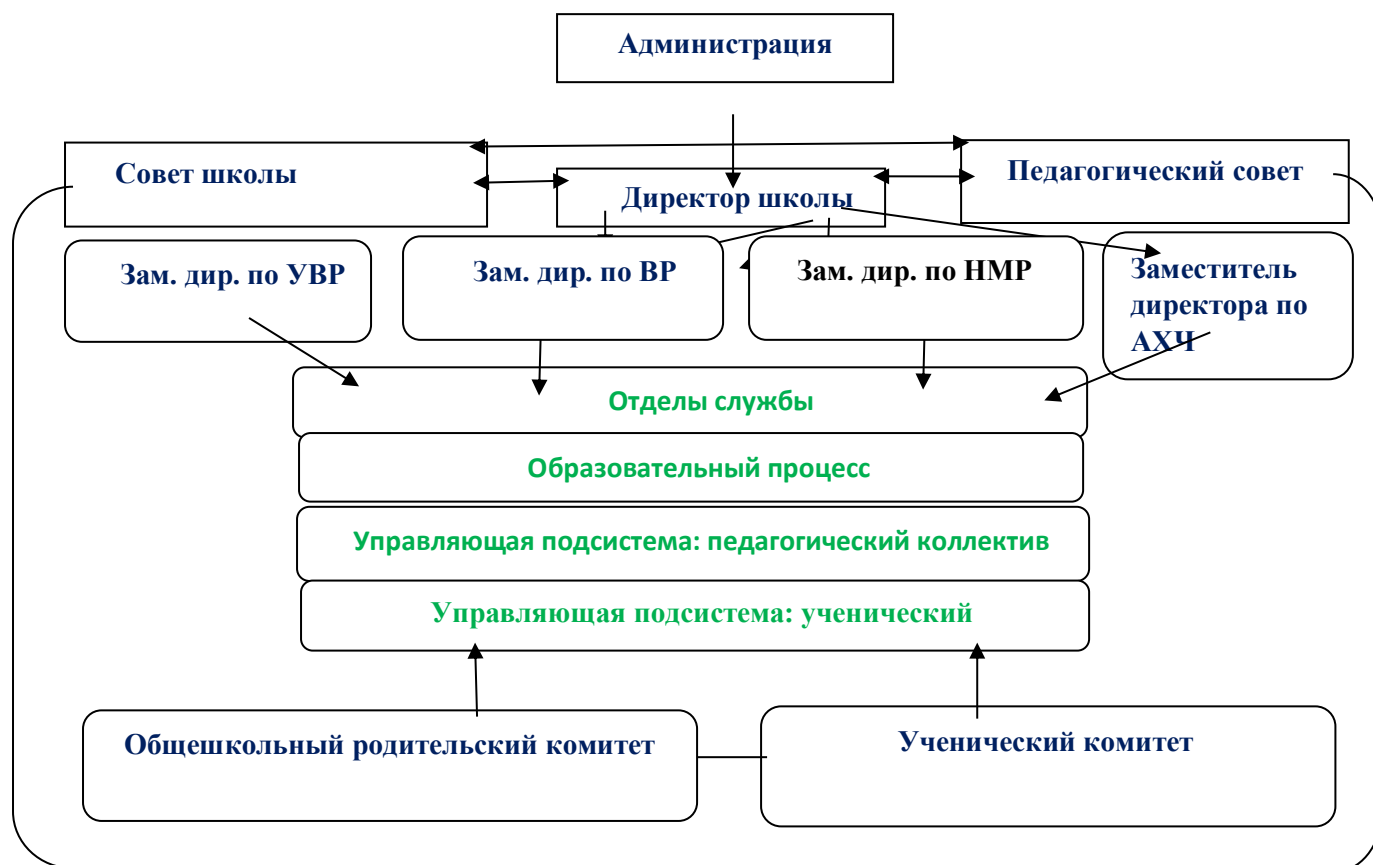 Администрация
Совет школы
Педагогический совет
Директор школы
Зам. дир. по УВР
Зам. дир. по ВР
Зам. дир. по НМР
Заместитель
директора по
АХЧ
Отделы службы
Образовательный процесс
Управляющая подсистема: педагогический коллектив
Управляющая подсистема: ученический
Общешкольный родительский комитет
Ученический комитет